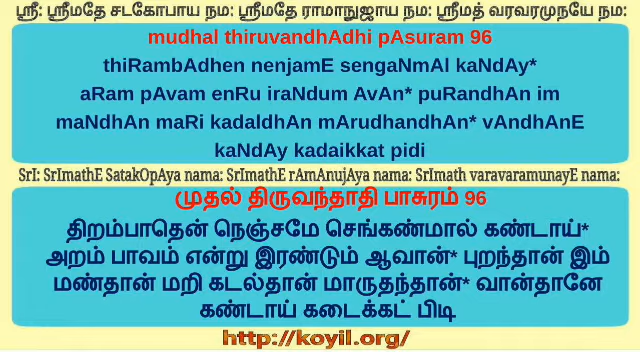 ஸ்ரீ: ஸ்ரீமதே சடகோபாய நம: ஸ்ரீமதே ராமாநுஜாய நம: ஸ்ரீமத் வரவரமுநயே நம:
mudhal thiruvandhAdhi pAsuram 96
thiRambAdhen nenjamE sengaNmAl kaNdAy*
aRam pAvam enRu iraNdum AvAn* puRandhAn im
maNdhAn maRi kadaldhAn mArudhandhAn* vAndhAnE
kaNdAy kadaikkat pidi
SrI: SrImathE SatakOpAya nama: SrImathE rAmAnujAya nama: SrImath varavaramunayE nama:
முதல் திருவந்தாதி பாசுரம் 96
திறம்பாதென் நெஞ்சமே செங்கண்மால் கண்டாய்*
அறம் பாவம் என்று இரண்டும் ஆவான்* புறந்தான் இம்
மண்தான் மறி கடல்தான் மாருதந்தான்* வான்தானே
கண்டாய் கடைக்கட் பிடி
http://koyil.org/